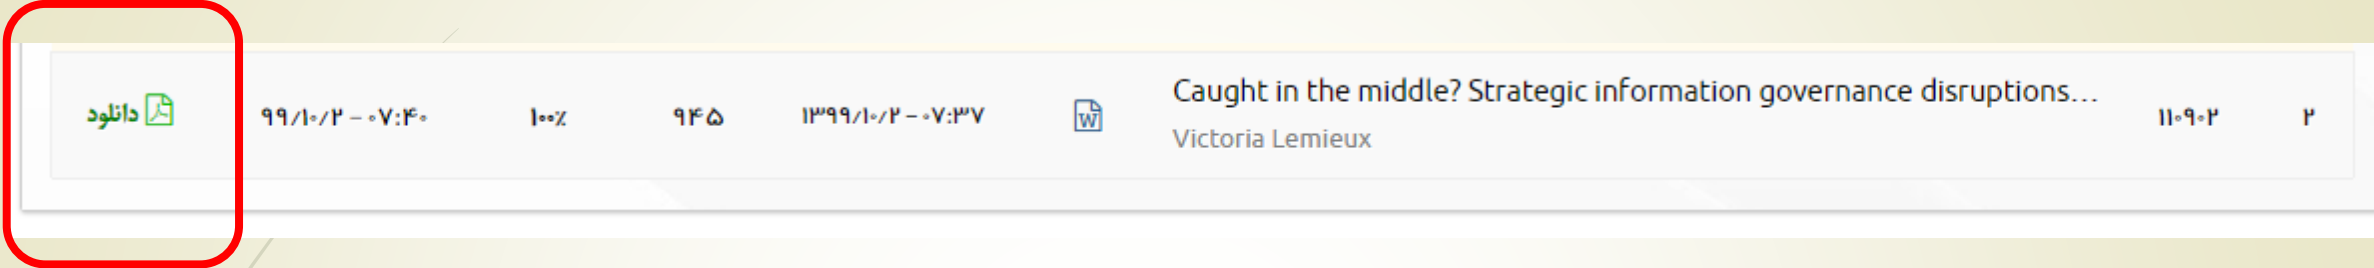 ۲
۱۱۰۹۰۲
Caught in the middle? Strategic information governance disruptions...
Victoria Lemieux
W
۱۳۹۹/۱۰/۲ - ۰۷:۳۷
۹۴۵
۱۰۰٪
۹۹/۱۰/۲ - ۰۷:۴۰
دانلود